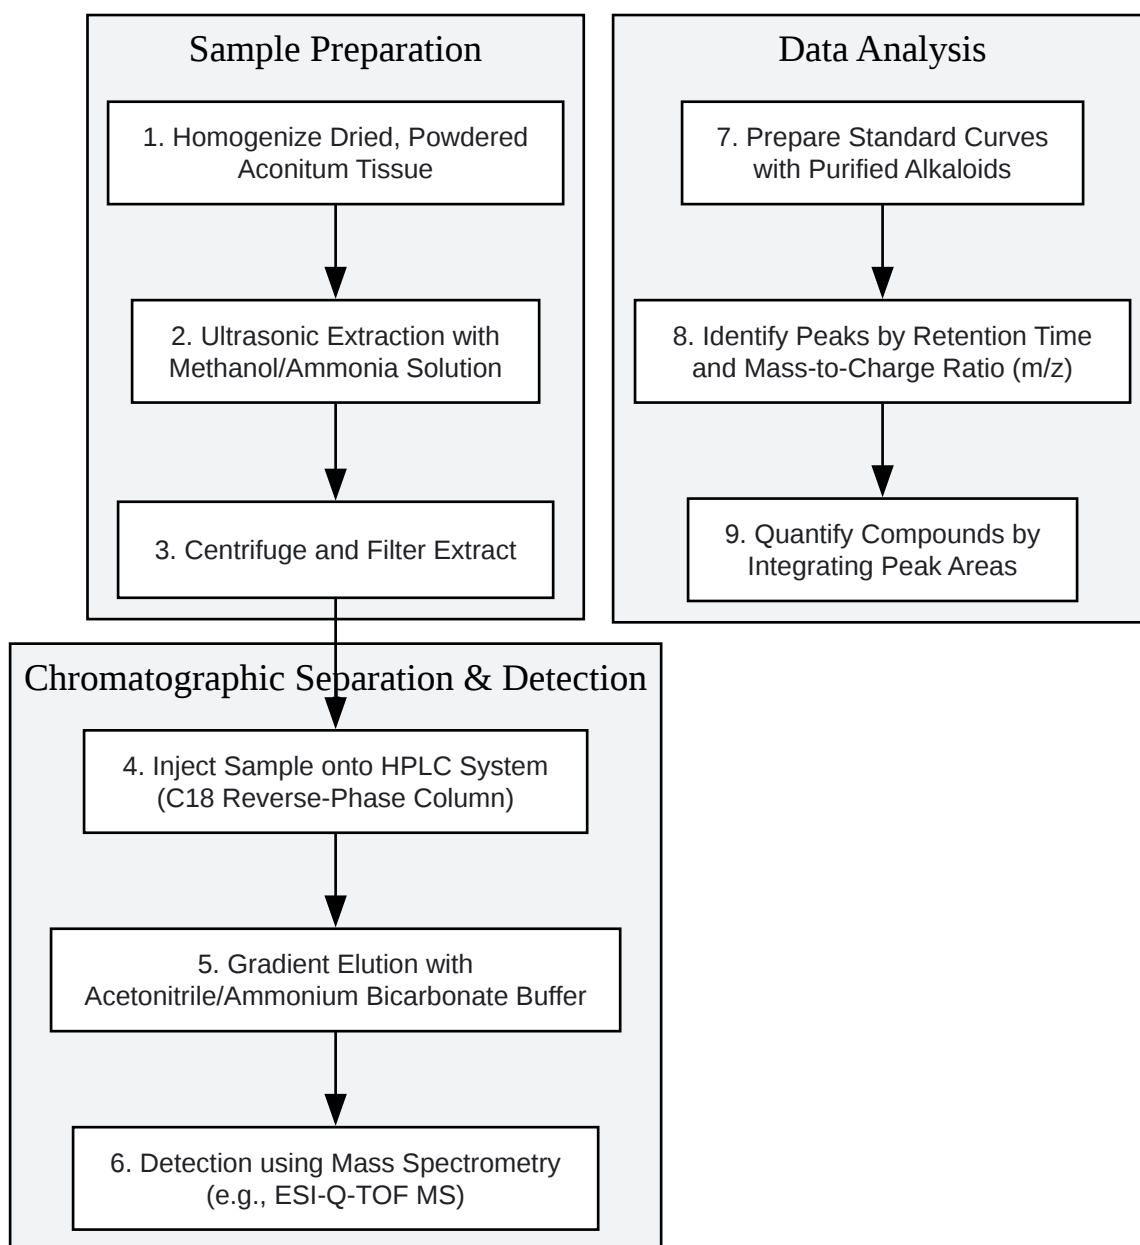 Sample Preparation
1. Homogenize Dried, Powdered
Aconitum Tissue
2. Ultrasonic Extraction with
Methanol/Ammonia Solution
3. Centrifuge and Filter Extract
Chromatographic Separation & Detection
4. Inject Sample onto HPLC System
(C18 Reverse-Phase Column)
5. Gradient Elution with
Acetonitrile/Ammonium Bicarbonate Buffer
6. Detection using Mass Spectrometry
(e.g., ESI-Q-TOF MS)
Data Analysis
7. Prepare Standard Curves
with Purified Alkaloids
8. Identify Peaks by Retention Time
and Mass-to-Charge Ratio (m/z)
9. Quantify Compounds by
Integrating Peak Areas